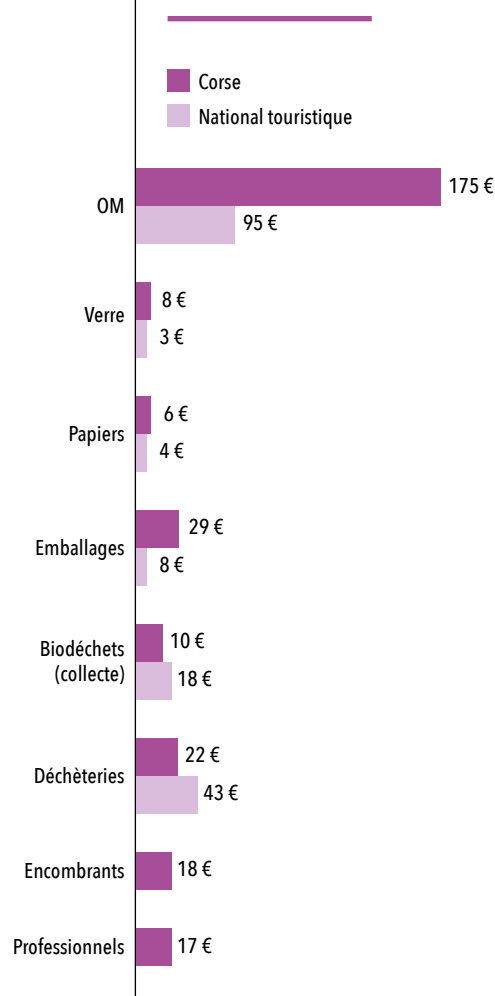 Corse
National touristique
OM
175 €
95 €
Verre
8 €
3 €
Papiers
6 €
4 €
Emballages
29 €
8 €
Biodéchets
(collecte)
10 €
18 €
Déchèteries
22 €
43 €
Encombrants
18 €
Professionnels
17 €